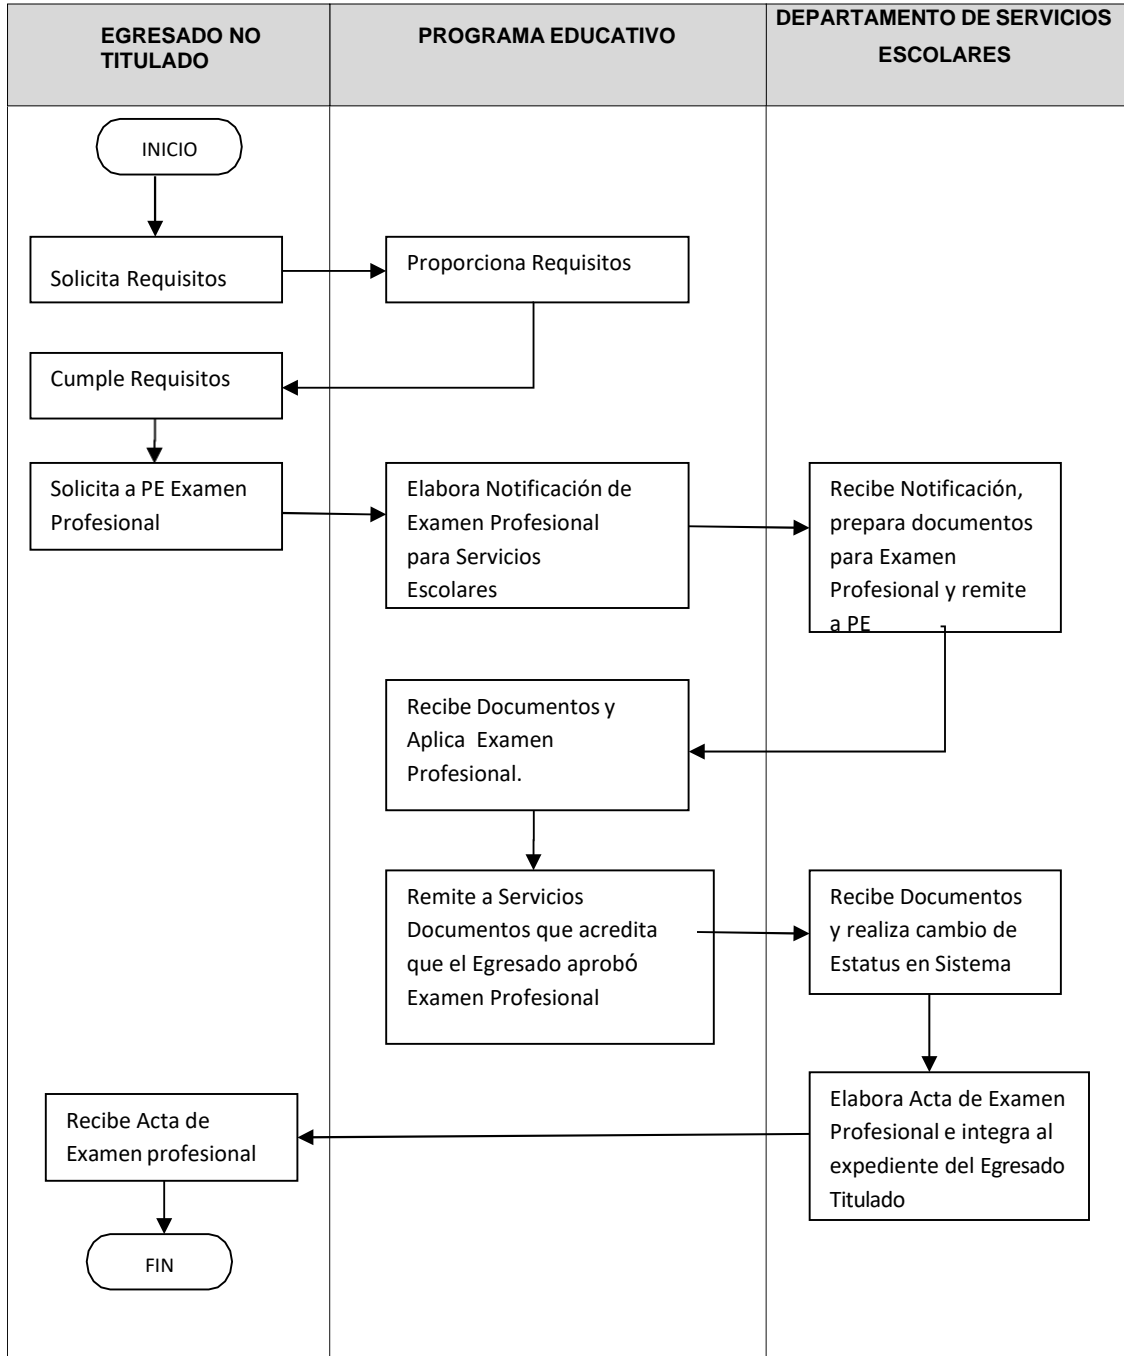 EGRESADO NO
TITULADO
PROGRAMA EDUCATIVO
DEPARTAMENTO DE SERVICIOS
ESCOLARES
INICIO
Solicita Requisitos
Proporciona Requisitos
Cumple Requisitos
Solicita a PE Examen
Profesional
Elabora Notificación de
Examen Profesional
para Servicios
Escolares
Recibe Notificación,
prepara documentos
para Examen
Profesional y remite
a PE
Recibe Documentos y
Aplica Examen
Profesional.
Remite a Servicios
Documentos que acredita
que el Egresado aprobó
Examen Profesional
Recibe Documentos
y realiza cambio de
Estatus en Sistema
Elabora Acta de Examen
Profesional e integra al
expediente del Egresado
Titulado
Recibe Acta de
Examen profesional
FIN